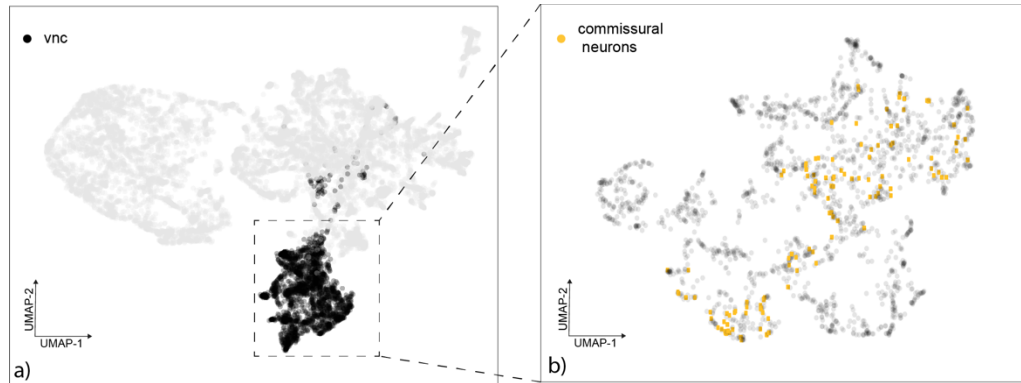 vnc
UMAP-2
UMAP-1
a)
commissural
neurons
UMAP-2
UMAP-1
b)